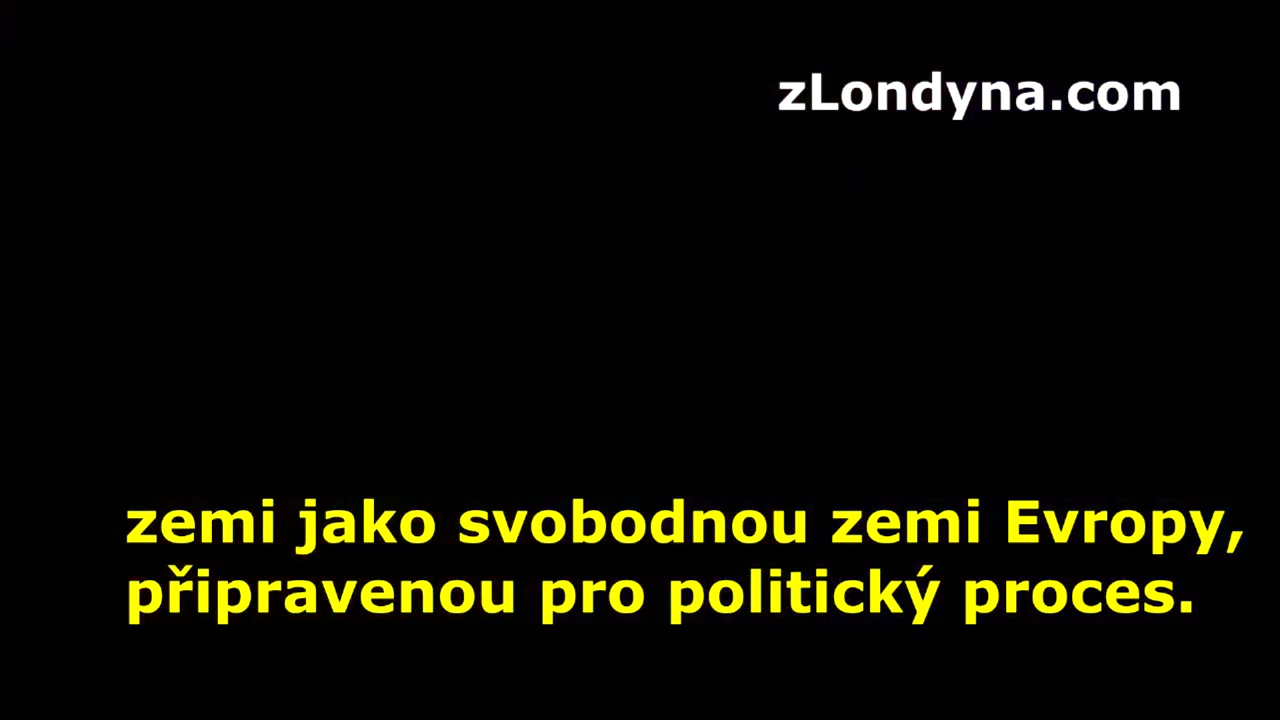 zLondyna.com
zemi jako svobodnou zemi Evropy,
připravenou pro politický proces.